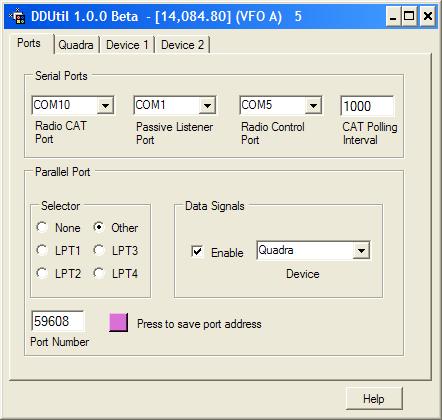 DDUtil 1.0.0 Beta - [14,084.80] (VFO A) 5
Ports Quadra Device 1 Device 2
Serial Ports
COM10 COM1 COM5 1000
Radio CAT Passive Listener Radio Control CAT Polling
Port Port Port Interval
Parallel Port
Selector Data Signals
None Other
Enable Quadra
LPT1 LPT3
Device
LPT2 LPT4
59608 Press to save port address
Port Number
Help